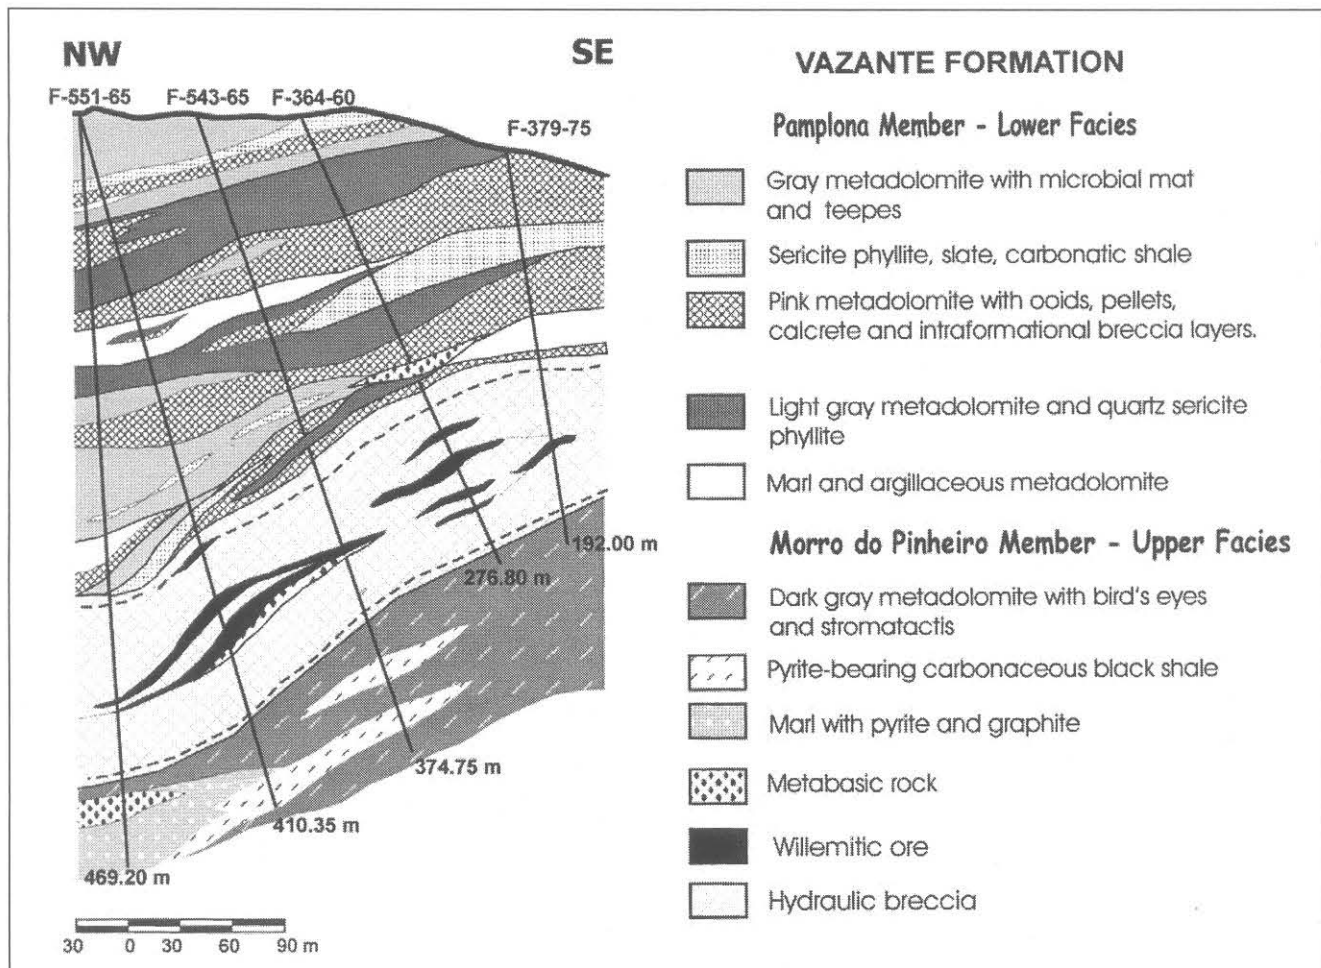 NW
SE
F-551-65
F-543-65
F-364-60
F-379-75
192.00 m
276.80 m
374.75 m
410.35 m
469.20 m
30 0 30 60 90 m
VAZANTE FORMATION
Pamplona Member - Lower Facies
Gray metadolomite with microbial mat
and teepes
Sericite phyllite, slate, carbonatic shale
Pink metadolomite with ooids, pellets,
calcrete and intraformational breccia layers.
Light gray metadolomite and quartz sericite
phyllite
Marl and argillaceous metadolomite
Morro do Pinheiro Member - Upper Facies
Dark gray metadolomite with bird's eyes
and stromatactis
Pyrite-bearing carbonaceous black shale
Marl with pyrite and graphite
Metabasic rock
Willemitic ore
Hydraulic breccia